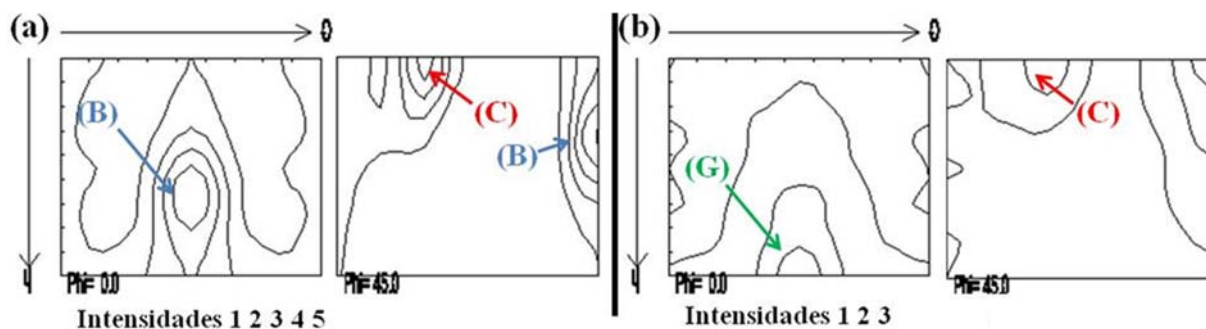 (a)
(B)
(C)
(B)
Phi= 0.0
Phi= 45.0
Intensidades 1 2 3 4 5
(b)
(G)
(C)
Phi= 0.0
Phi= 45.0
Intensidades 1 2 3